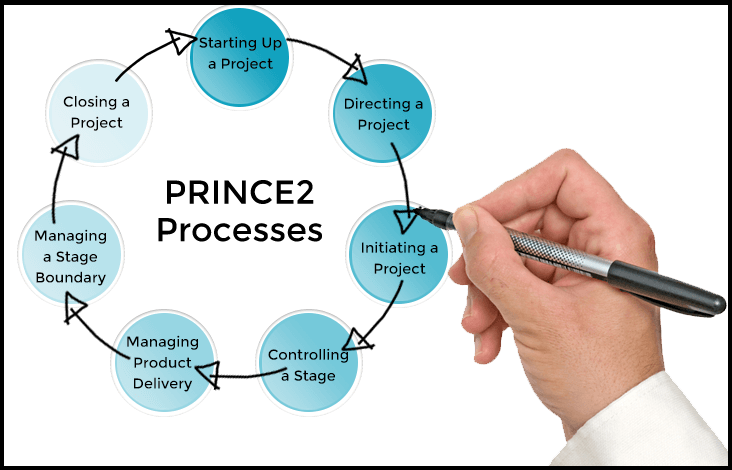 PRINCE2
Processes
Starting Up
a Project
Directing a
Project
Initiating a
Project
Controlling
a Stage
Managing
Product
Delivery
Managing
a Stage
Boundary
Closing a
Project